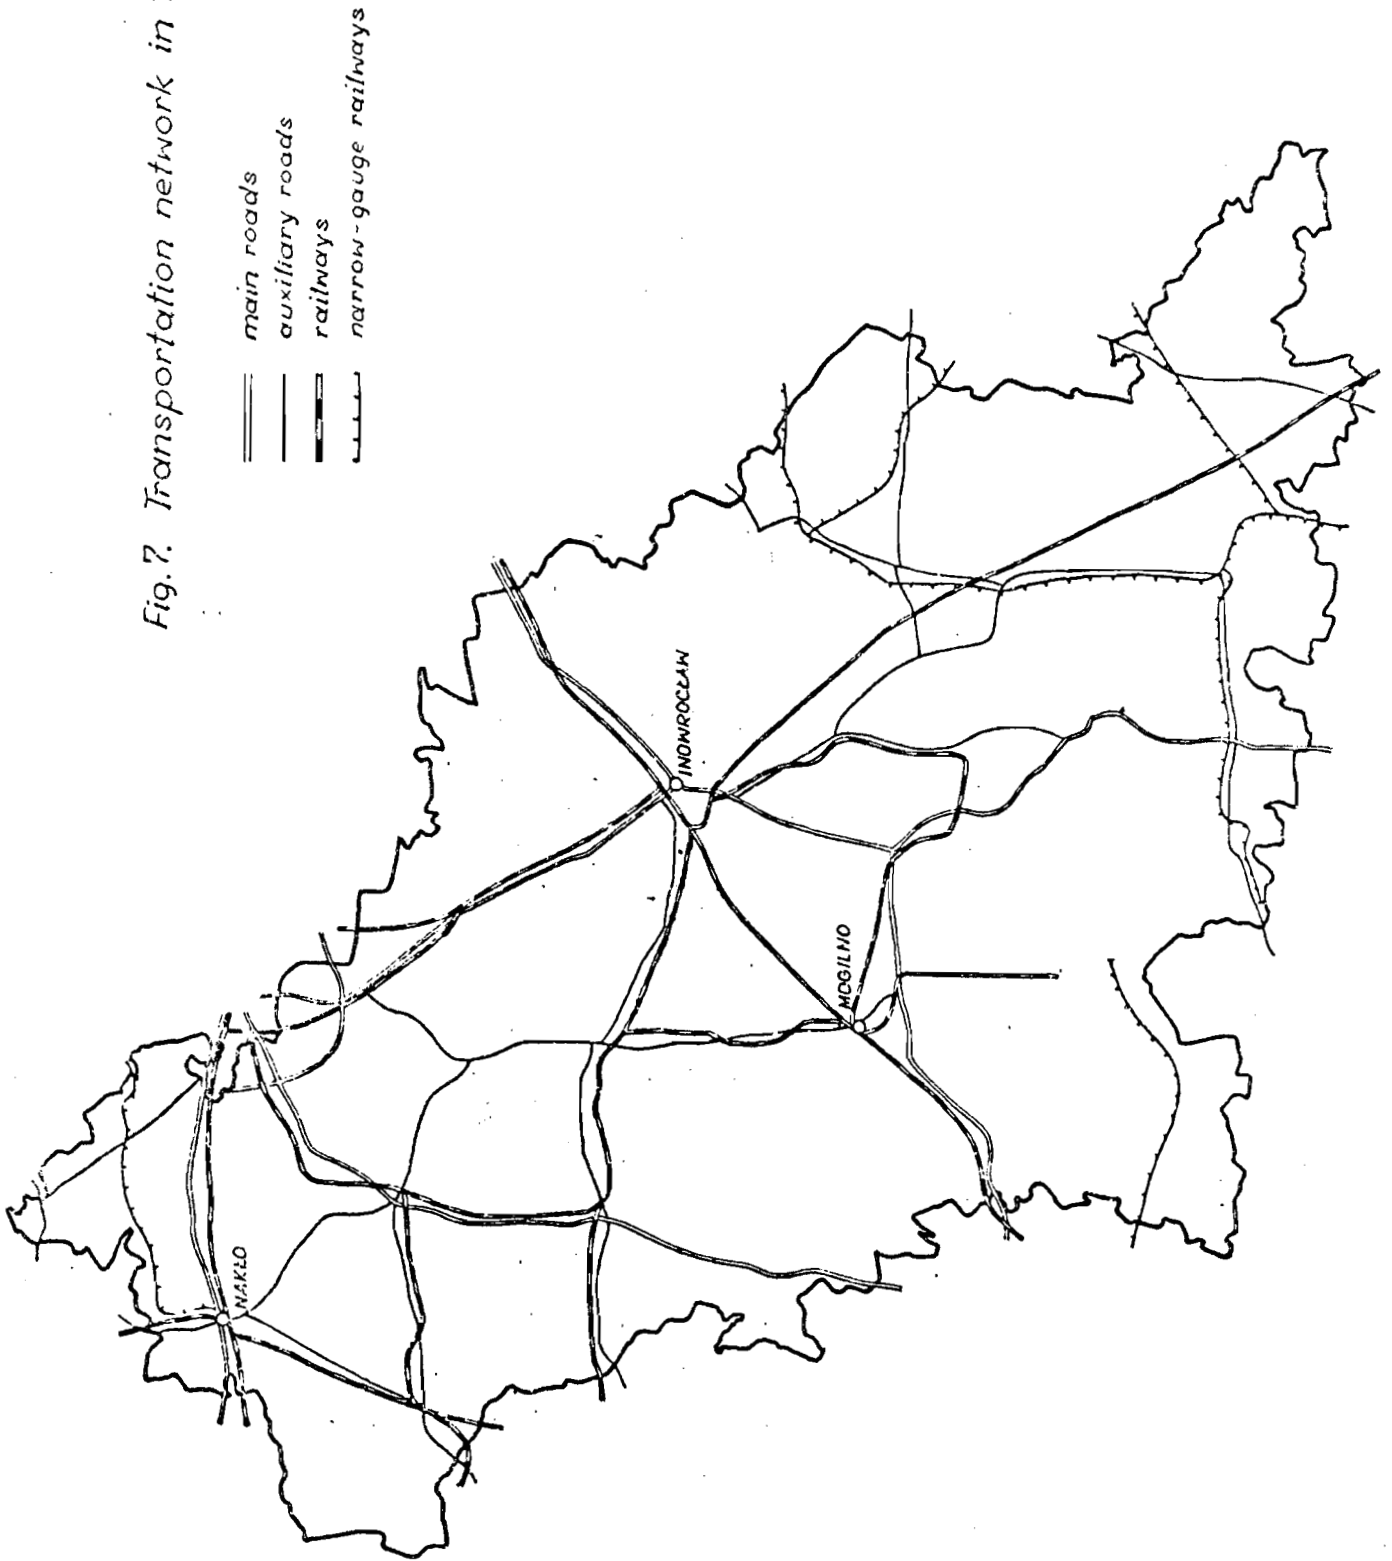 Fig. 7. Transportation network in
main roads
auxiliary roads
railways
narrow-gauge railways
NAKŁO
INOWROCŁAW
MOGILNO